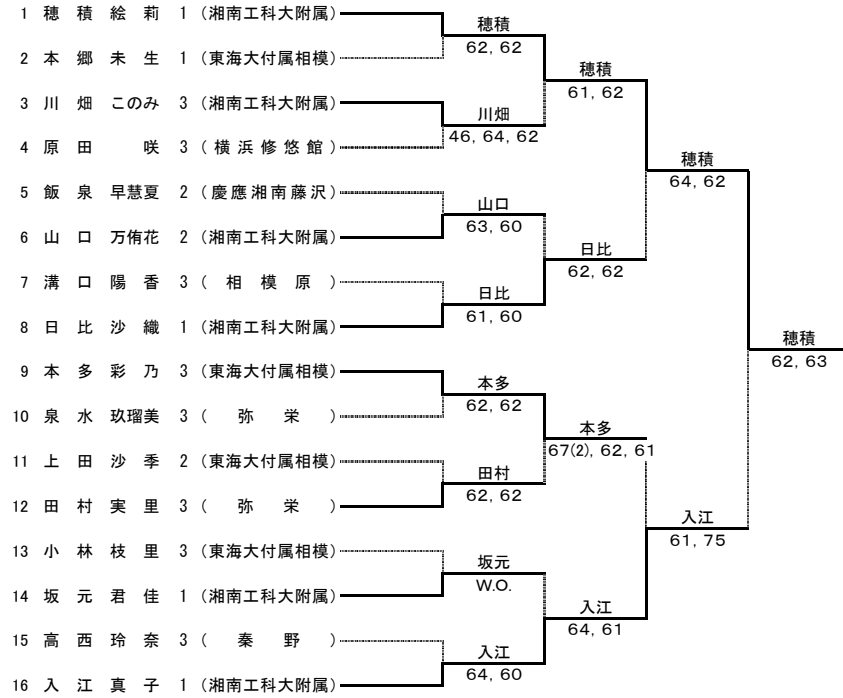 1 穂積絵莉 1 (湘南工科大附属)
2 本郷未生 1 (東海大付属相模)
3 川畑このみ 3 (湘南工科大附属)
4 原田咲 3 (横浜修悠館)
5 飯泉早慧夏 2 (慶應湘南藤沢)
6 山口万侑花 2 (湘南工科大附属)
7 溝口陽香 3 (相模原)
8 日比沙織 1 (湘南工科大附属)
9 本多彩乃 3 (東海大付属相模)
10 泉水玖瑠美 3 (弥栄)
11 上田沙季 2 (東海大付属相模)
12 田村実里 3 (弥栄)
13 小林枝里 3 (東海大付属相模)
14 坂元君佳 1 (湘南工科大附属)
15 高西玲奈 3 (秦野)
16 入江真子 1 (湘南工科大附属)
穂積
62, 62
川畑
46, 64, 62
山口
63, 60
日比
61, 60
本多
62, 62
田村
62, 62
坂元
W.O.
入江
64, 60
穂積
61, 62
日比
62, 62
本多
67(2), 62, 61
入江
64, 61
穂積
64, 62
入江
61, 75
穂積
62, 63